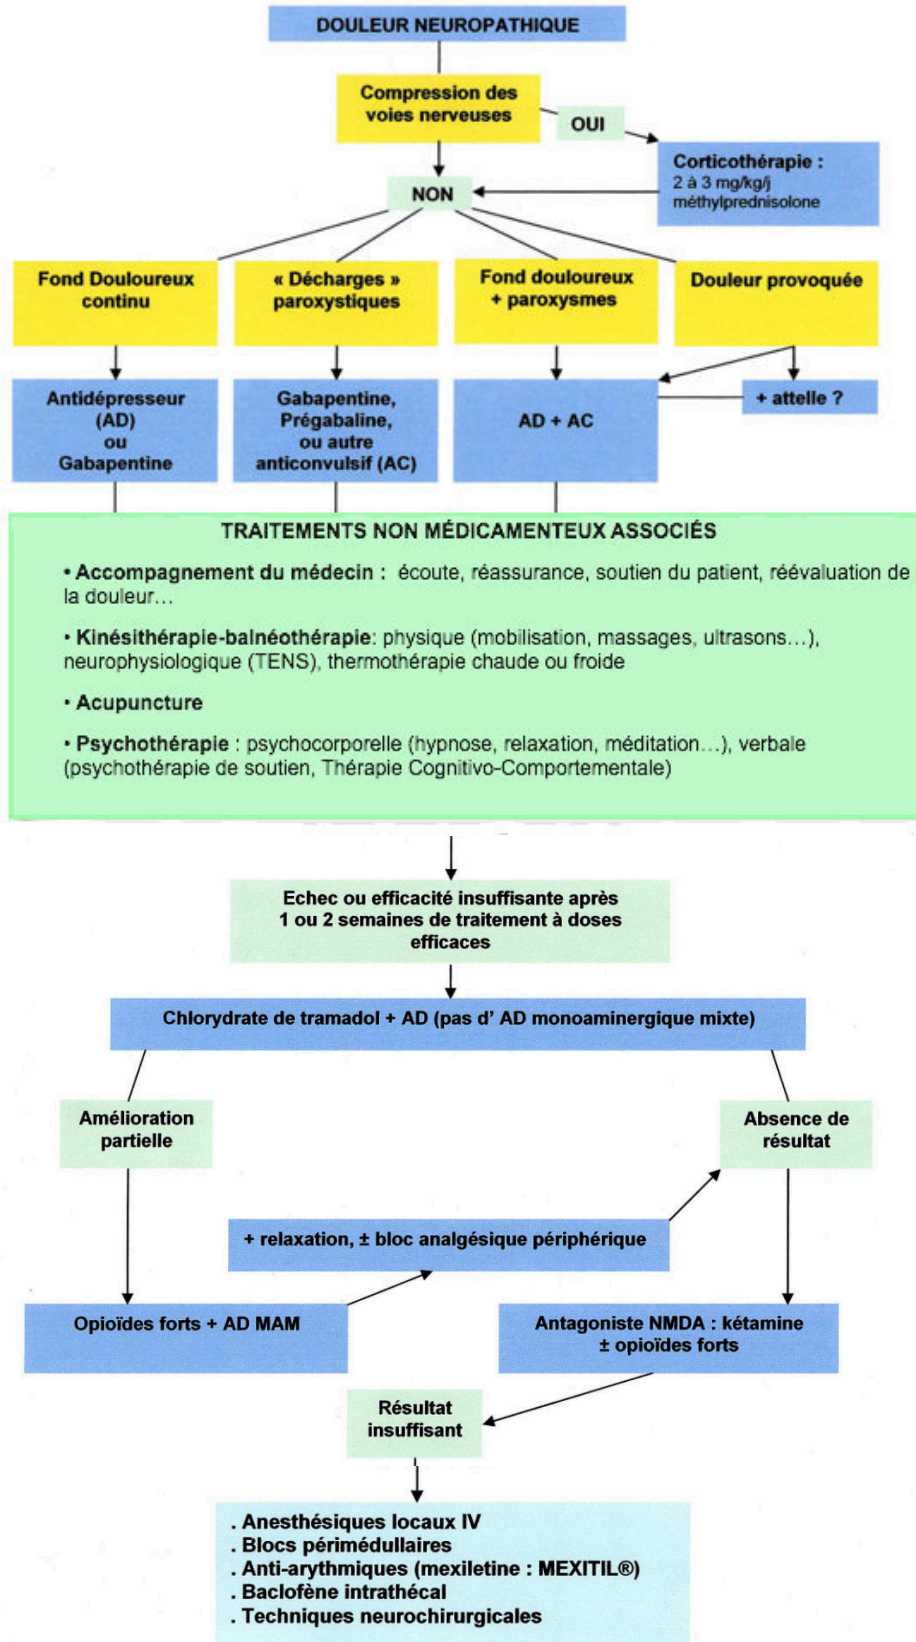 DOULEUR NEUROPATHIQUE
Compression des
voies nerveuses
OUI
Corticothérapie :
2 à 3 mg/kg/j
méthylprednisolone
NON
Fond Douloureux
continu
« Décharges »
paroxystiques
Fond douloureux
+ paroxysmes
Douleur provoquée
Antidépresseur
(AD)
ou
Gabapentine
Gabapentine,
Prégabaline,
ou autre
anticonvulsif (AC)
AD + AC
+ attelle ?
TRAITEMENTS NON MÉDICAMENTEUX ASSOCIÉS
• Accompagnement du médecin : écoute, réassurance, soutien du patient, réévaluation de
la douleur…
• Kinésithérapie-balnéothérapie: physique (mobilisation, massages, ultrasons…),
neurophysiologique (TENS), thermothérapie chaude ou froide
• Acupuncture
• Psychothérapie : psychocorporelle (hypnose, relaxation, méditation…), verbale
(psychothérapie de soutien, Thérapie Cognitivo-Comportementale)
Echec ou efficacité insuffisante après
1 ou 2 semaines de traitement à doses
efficaces
Chlorydrate de tramadol + AD (pas d' AD monoaminergique mixte)
Amélioration
partielle
Absence de
résultat
+ relaxation, ± bloc analgésique périphérique
Opioïdes forts + AD MAM
Antagoniste NMDA : kétamine
± opioïdes forts
Résultat
insuffisant
. Anesthésiques locaux IV
. Blocs périmédullaires
. Anti-arythmiques (mexiletine : MEXITIL®)
. Baclofène intrathécal
. Techniques neurochirurgicales